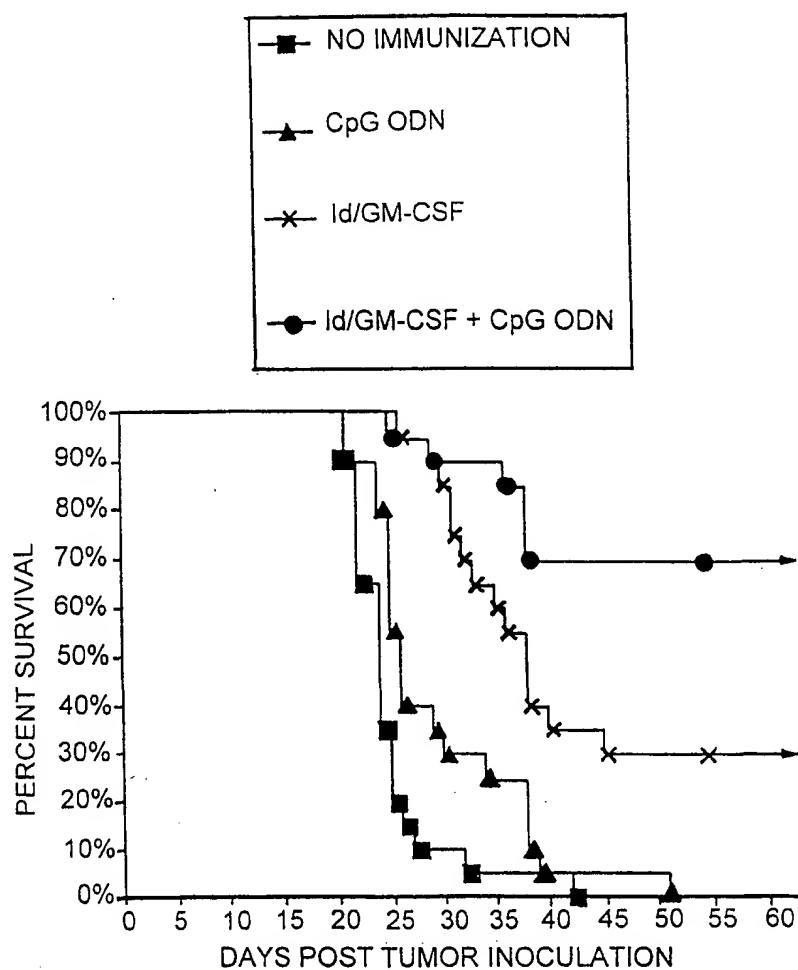 NO IMMUNIZATION
CpG ODN
Id/GM-CSF
Id/GM-CSF + CpG ODN
100%
90%
80%
70%
60%
50%
40%
30%
20%
10%
0%
PERCENT SURVIVAL
0 5 10 15 20 25 30 35 40 45 50 55 60
DAYS POST TUMOR INOCULATION